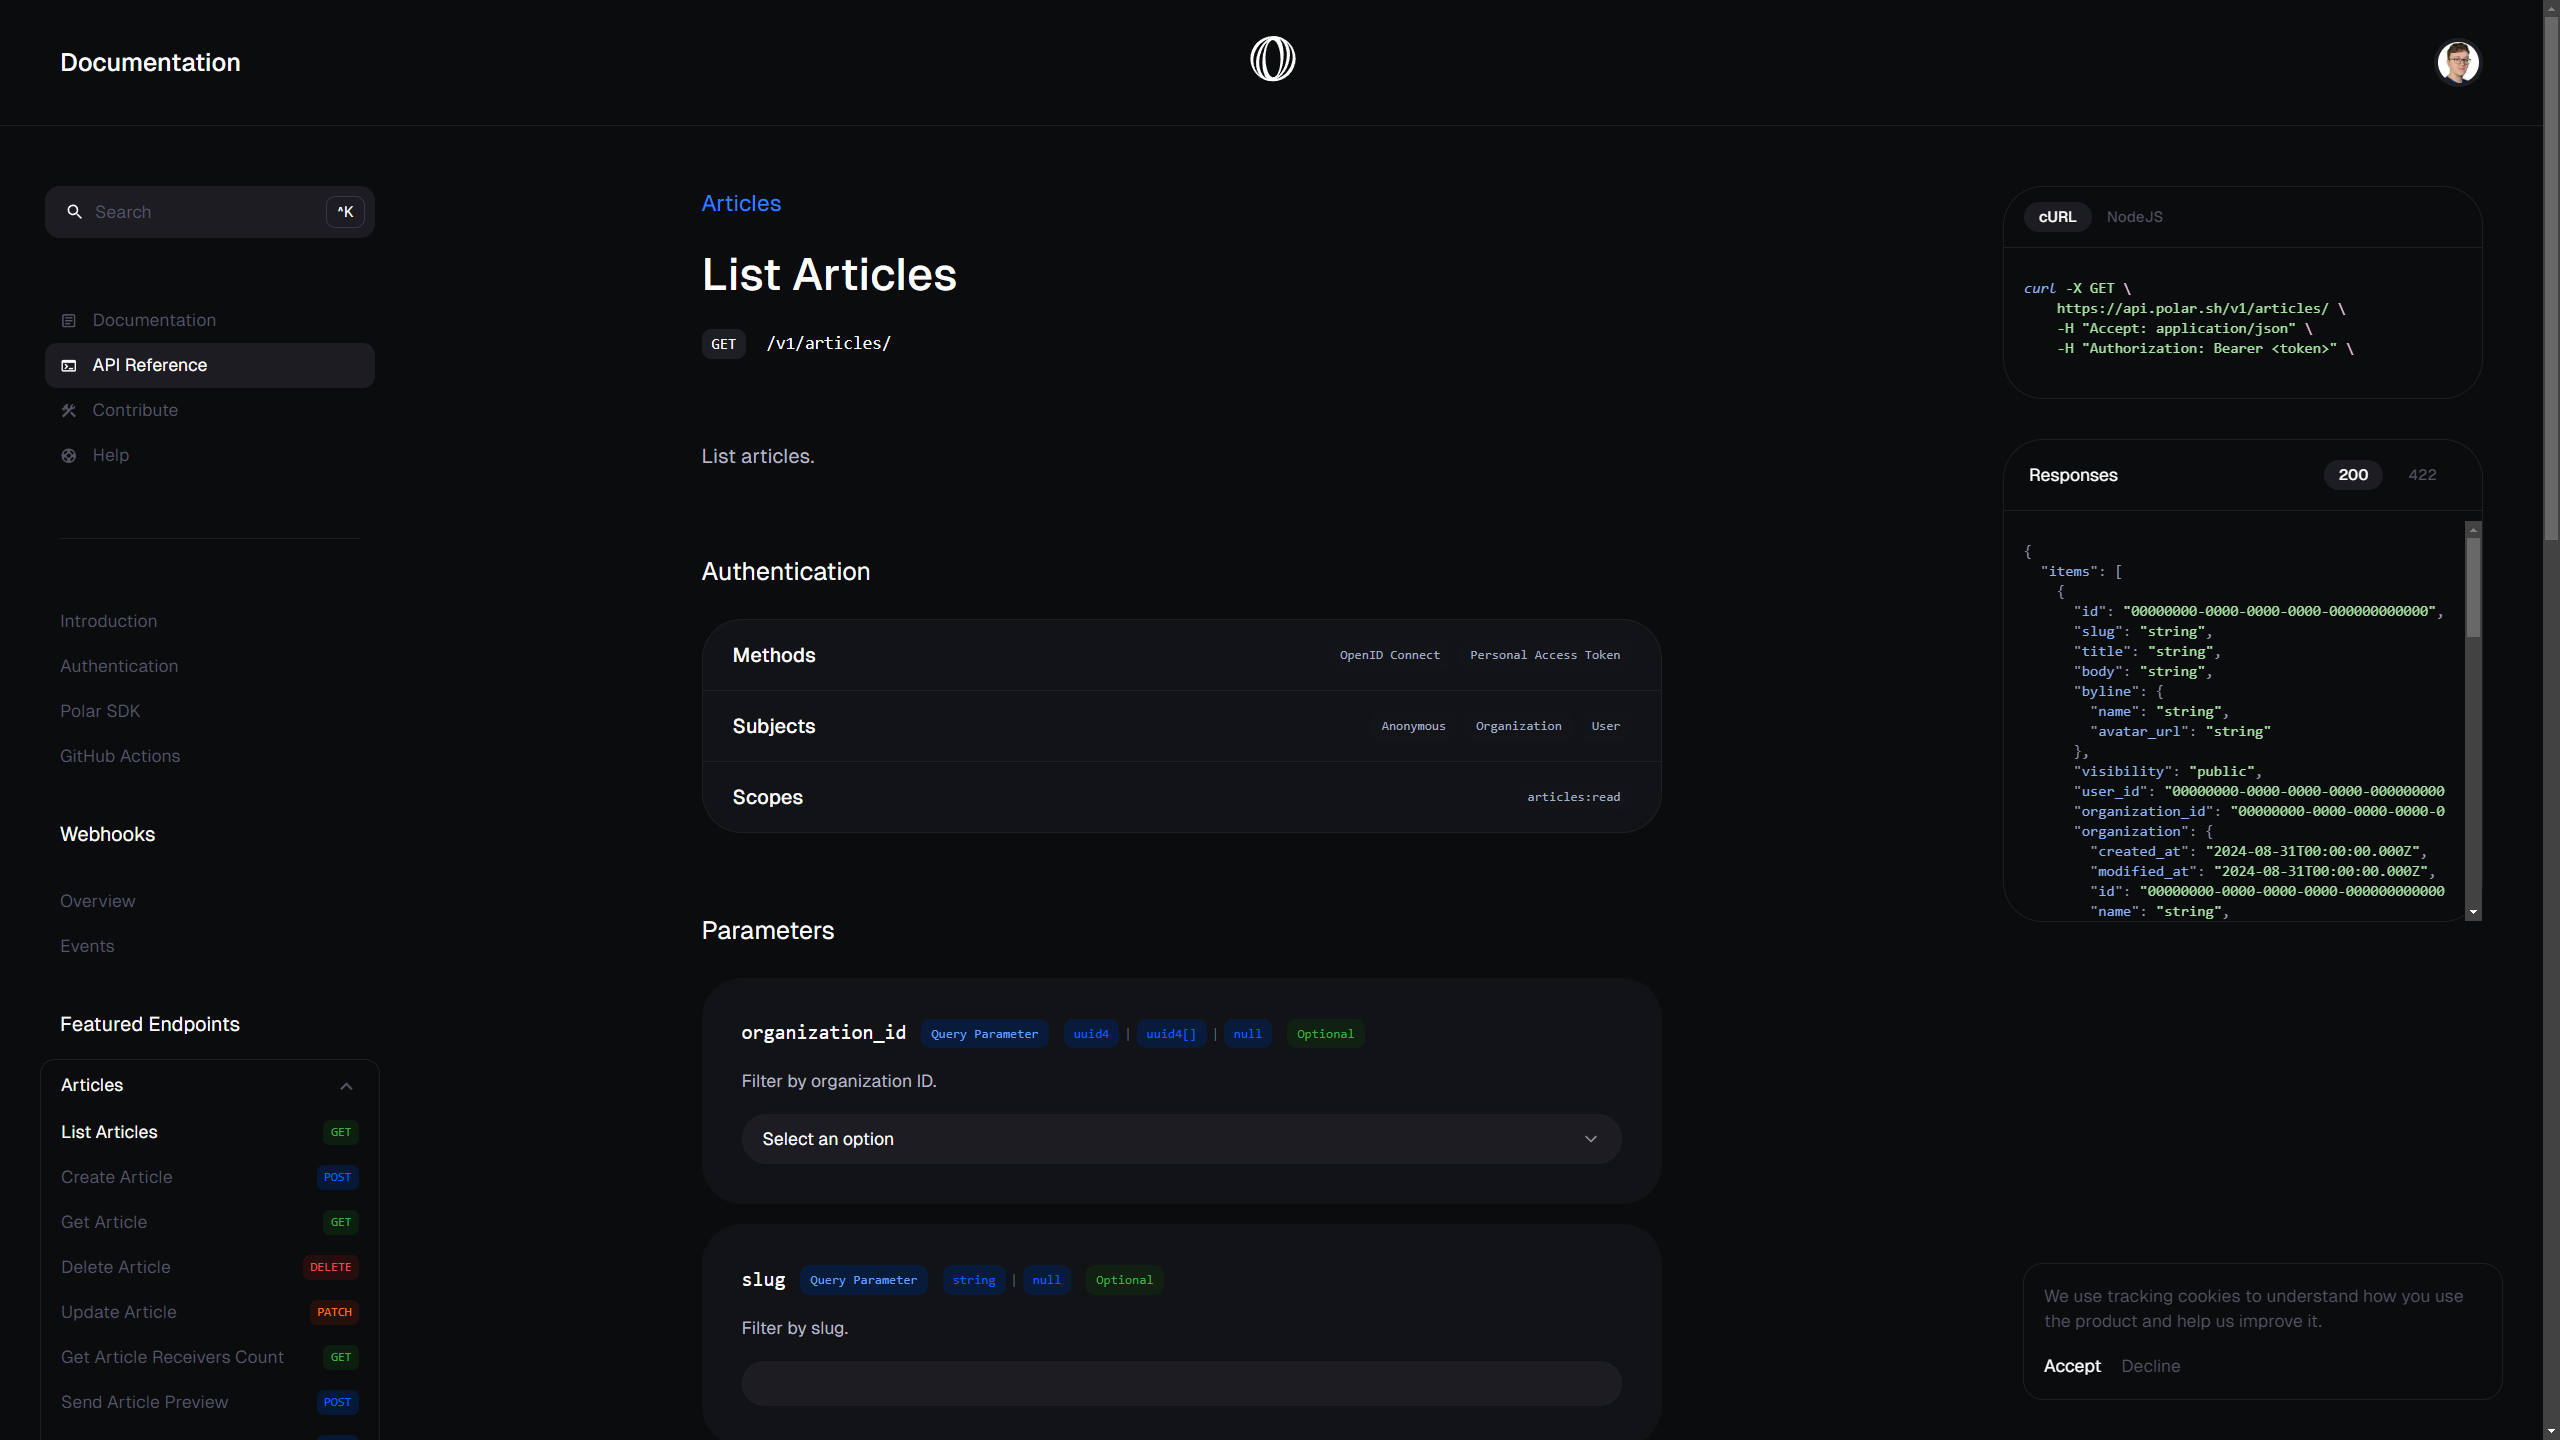 Documentation
Search
^K
Documentation
API Reference
Contribute
Help
Introduction
Authentication
Polar SDK
GitHub Actions
Webhooks
Overview
Events
Featured Endpoints
Articles
List Articles GET
Create Article POST
Get Article GET
Delete Article DELETE
Update Article PATCH
Get Article Receivers Count GET
Send Article Preview POST
Articles
List Articles
GET /v1/articles/
List articles.
Authentication
Methods OpenID Connect Personal Access Token
Subjects Anonymous Organization User
Scopes articles:read
Parameters
organization_id Query Parameter uuid4 | uuid4[] | null Optional
Filter by organization ID.
Select an option
slug Query Parameter string | null Optional
Filter by slug.
cURL NodeJS
curl -X GET \
https://api.polar.sh/v1/articles/ \
-H "Accept: application/json" \
-H "Authorization: Bearer <token>" \
Responses 200 422
{
"items": [
{
"id": "00000000-0000-0000-0000-000000000000",
"slug": "string",
"title": "string",
"body": "string",
"byline": {
"name": "string",
"avatar_url": "string"
},
"visibility": "public",
"user_id": "00000000-0000-0000-0000-000000000
"organization_id": "00000000-0000-0000-0000-0
"organization": {
"created_at": "2024-08-31T00:00:00.000Z",
"modified_at": "2024-08-31T00:00:00.000Z",
"id": "00000000-0000-0000-0000-000000000000
"name": "string",
We use tracking cookies to understand how you use
the product and help us improve it.
Accept Decline